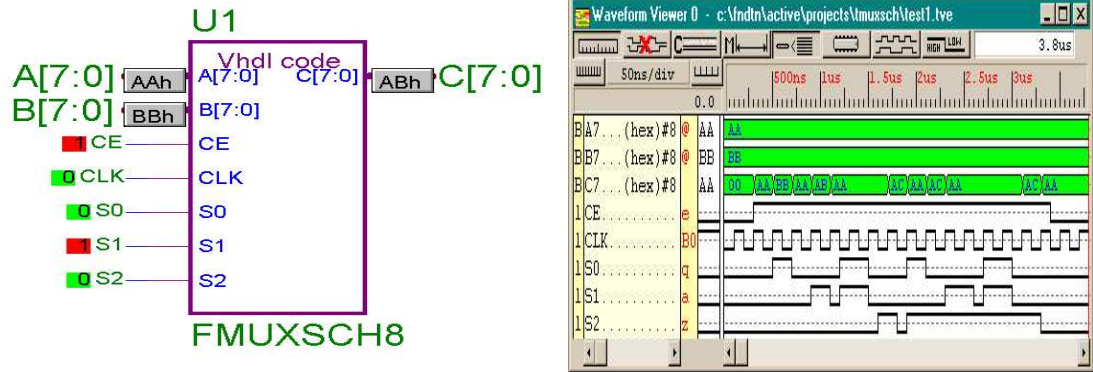 U1
Vhdl code
A[7:0] AAh A[7:0] C[7:0] ABh C[7:0]
B[7:0] BBh B[7:0]
1 CE CE
0 CLK CLK
0 S0 S0
1 S1 S1
0 S2 S2
FMUXSCH8
Waveform Viewer 0 - c:\fndtn\active\projects\tmuxsch\test1.tve
M HIGH LOW 3.8us
50ns/div 500ns 1us 1.5us 2us 2.5us 3us
0.0
B A7...(hex)#8 @ AA AA
B B7...(hex)#8 @ BB BB
B C7...(hex)#8 AA 00 AA BB AA AB AA AC AA AC AA AC AA
1 CE.......... e
1 CLK......... B0
1 S0.......... q
1 S1.......... a
1 S2.......... z